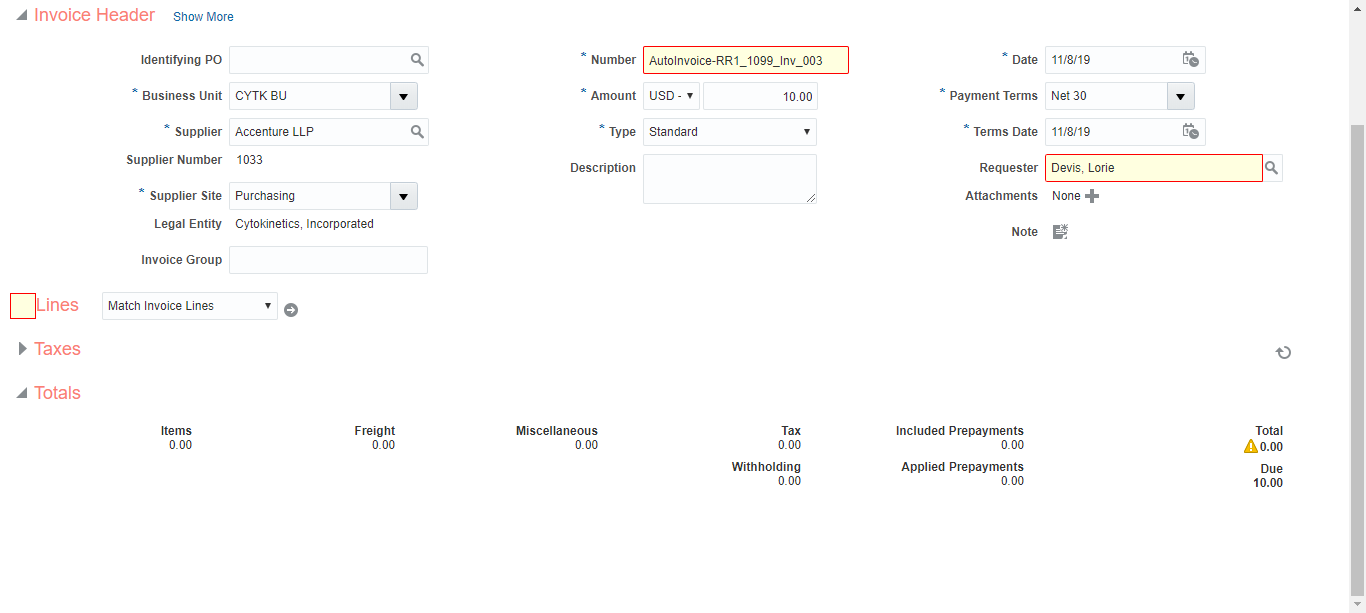 Invoice Header Show More
Identifying PO * Number AutoInvoice-RR1_1099_Inv_003 * Date 11/8/19
* Business Unit CYTK BU * Amount USD - 10.00 * Payment Terms Net 30
* Supplier Accenture LLP * Type Standard * Terms Date 11/8/19
Supplier Number 1033 Description Requester Devis, Lorie
* Supplier Site Purchasing Attachments None
Legal Entity Cytokinetics, Incorporated Note
Invoice Group
Lines Match Invoice Lines
Taxes
Totals
Items Freight Miscellaneous Tax Included Prepayments Total
0.00 0.00 0.00 0.00 0.00 0.00
Withholding Applied Prepayments Due
0.00 0.00 10.00